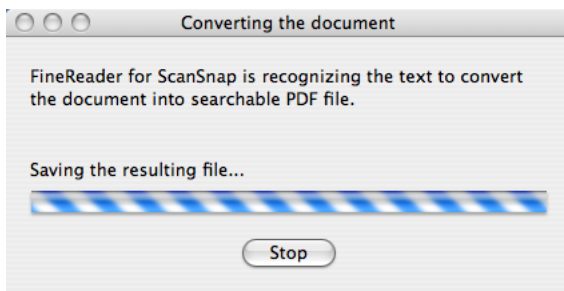 Converting the document
FineReader for ScanSnap is recognizing the text to convert
the document into searchable PDF file.
Saving the resulting file...
Stop